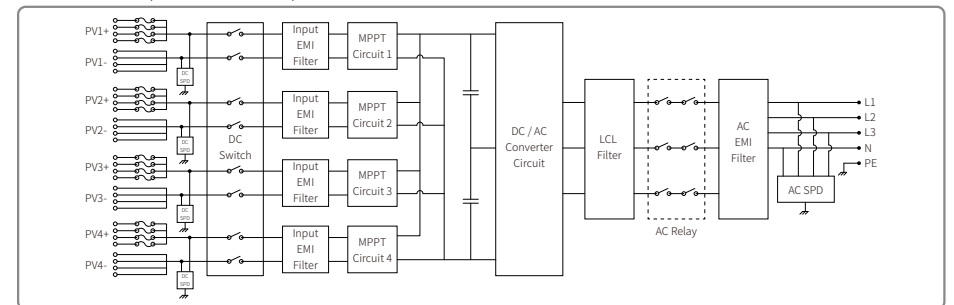 PV1+
PV1-
DC
SPD
Input
EMI
Filter
MPPT
Circuit 1
PV2+
PV2-
DC
SPD
Input
EMI
Filter
MPPT
Circuit 2
DC
Switch
PV3+
PV3-
DC
SPD
Input
EMI
Filter
MPPT
Circuit 3
PV4+
PV4-
DC
SPD
Input
EMI
Filter
MPPT
Circuit 4
DC / AC
Converter
Circuit
LCL
Filter
AC Relay
AC
EMI
Filter
L1
L2
L3
N
PE
AC SPD